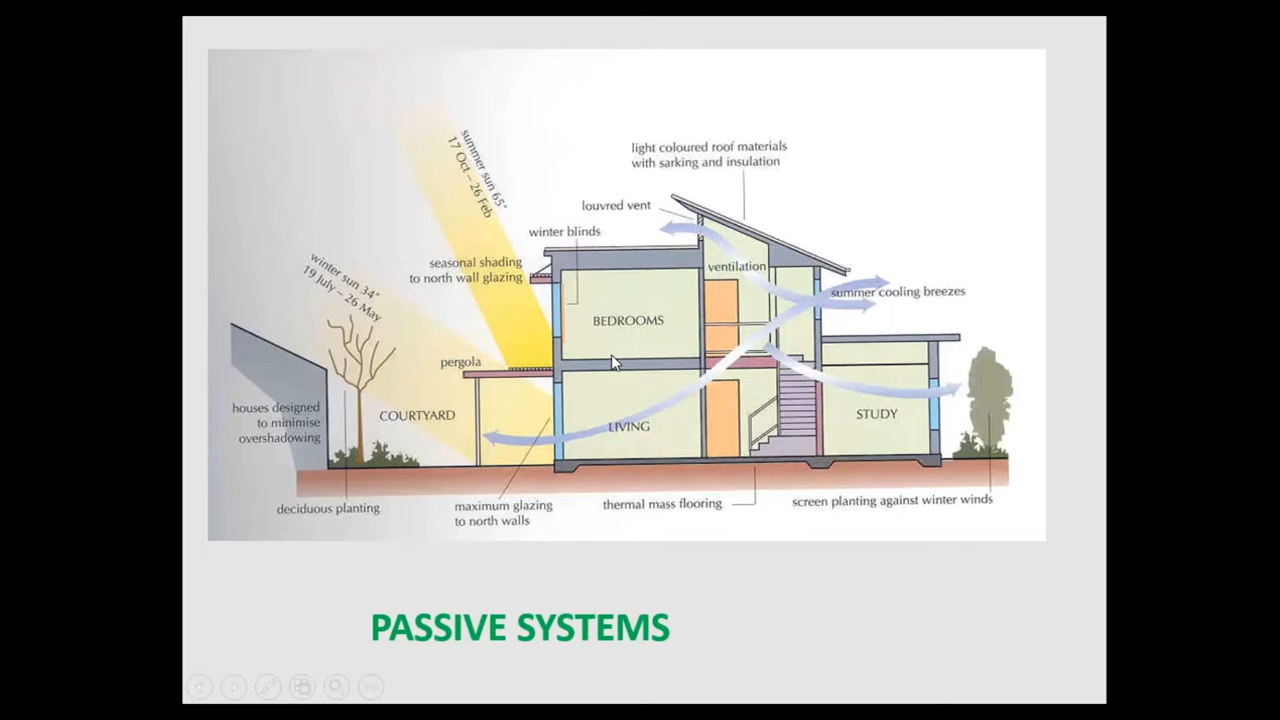 summer sun 65°
17 Oct – 26 Feb
light coloured roof materials
with sarking and insulation
louvred vent
winter blinds
seasonal shading
to north wall glazing
ventilation
winter sun 34°
19 July – 26 May
summer cooling breezes
BEDROOMS
pergola
houses designed
to minimise
overshadowing
COURTYARD
LIVING
STUDY
deciduous planting
maximum glazing
to north walls
thermal mass flooring
screen planting against winter winds
PASSIVE SYSTEMS